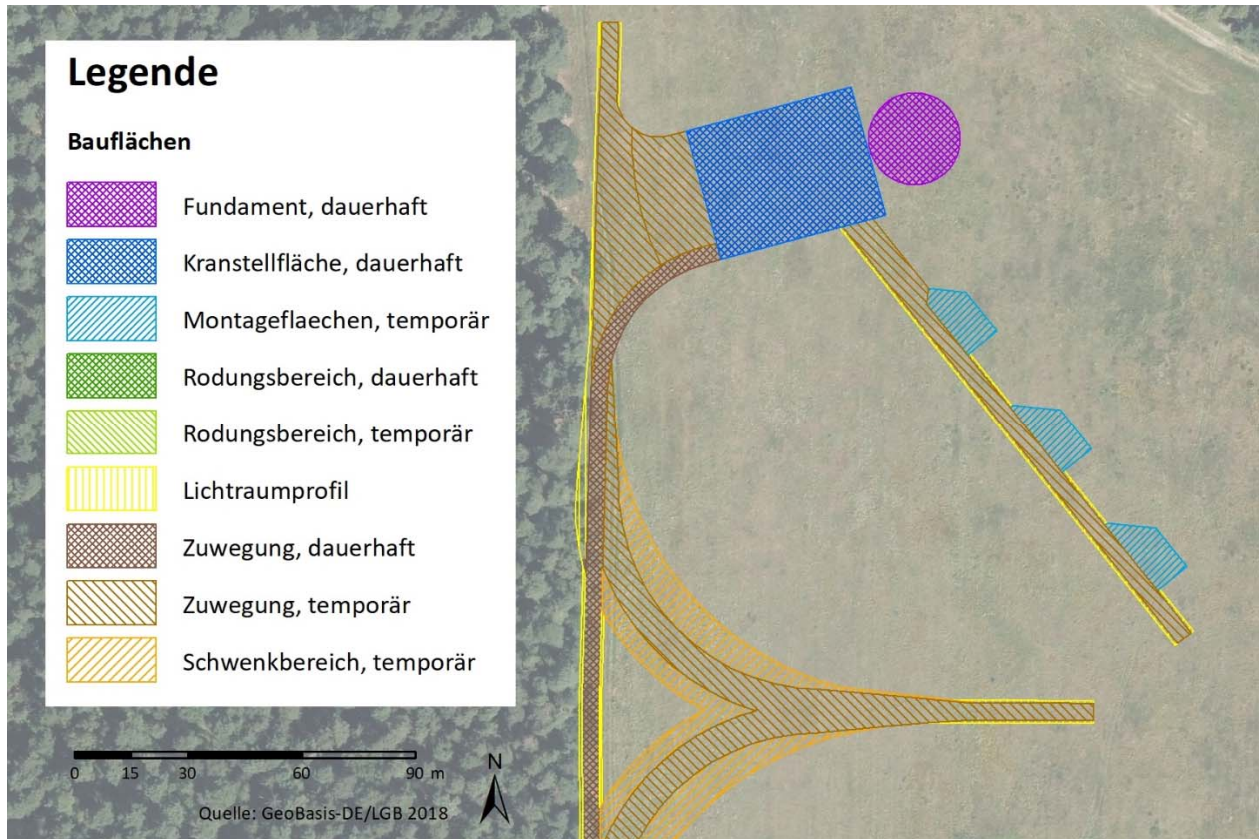 Legende
Bauflächen
Fundament, dauerhaft
Kranstellfläche, dauerhaft
Montageflaechen, temporär
Rodungsbereich, dauerhaft
Rodungsbereich, temporär
Lichtraumprofil
Zuwegung, dauerhaft
Zuwegung, temporär
Schwenkbereich, temporär
0 15 30 60 90 m
N
Quelle: GeoBasis-DE/LGB 2018